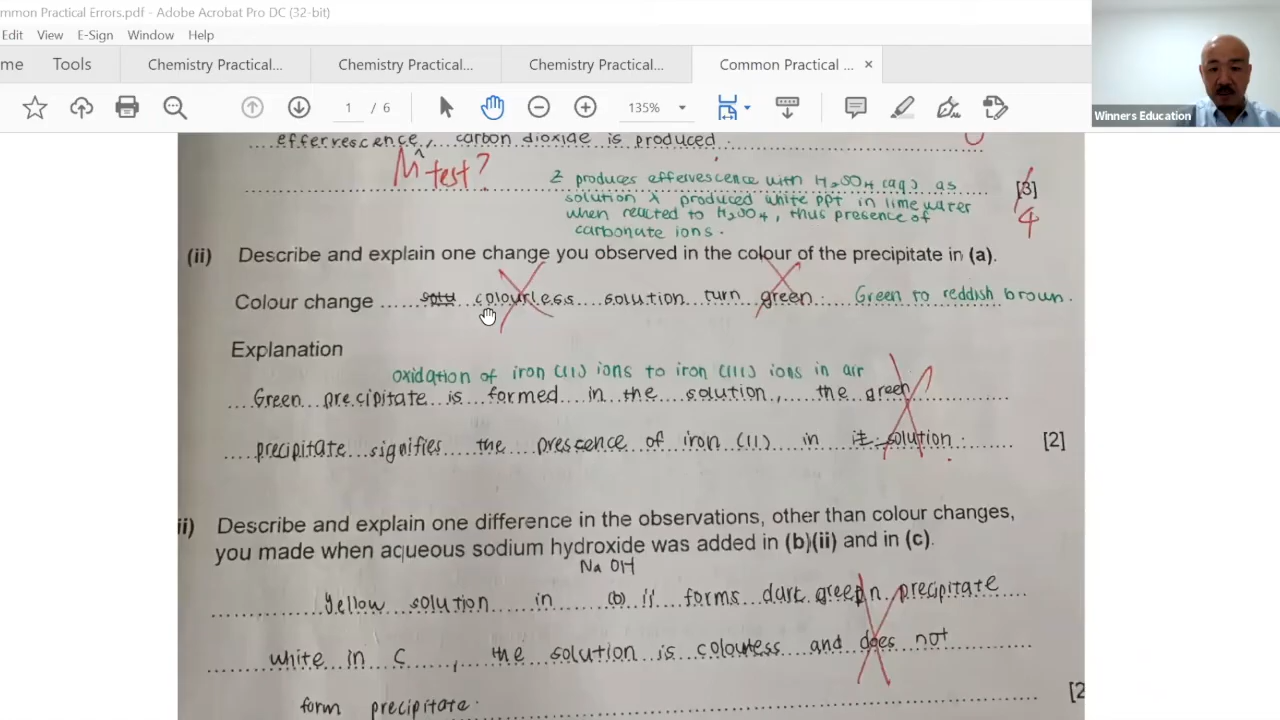 mmon Practical Errors.pdf - Adobe Acrobat Pro DC (32-bit)
Edit View E-Sign Window Help
me Tools Chemistry Practical... Chemistry Practical... Chemistry Practical... Common Practical ... ×
1 / 6 135%
Winners Education
effervescence, carbon dioxide is produced.
test?
Z produces effervescence with H2SO4 (aq) as
[3]
solution X produced white ppt in lime water
4
when reacted to H2SO4, thus presence of
carbonate ions.
(ii) Describe and explain one change you observed in the colour of the precipitate in (a).
Colour change colourless solution turn green. Green to reddish brown.
Explanation
oxidation of iron (II) ions to iron (III) ions in air
Green precipitate is formed in the solution, the green
precipitate signifies the prescence of iron (II) in it solution. [2]
ii) Describe and explain one difference in the observations, other than colour changes,
you made when aqueous sodium hydroxide was added in (b)(ii) and in (c).
NaOH
Yellow solution in (b) ii forms dark green precipitate
white in c, the solution is colourless and does not
form precipitate. [2